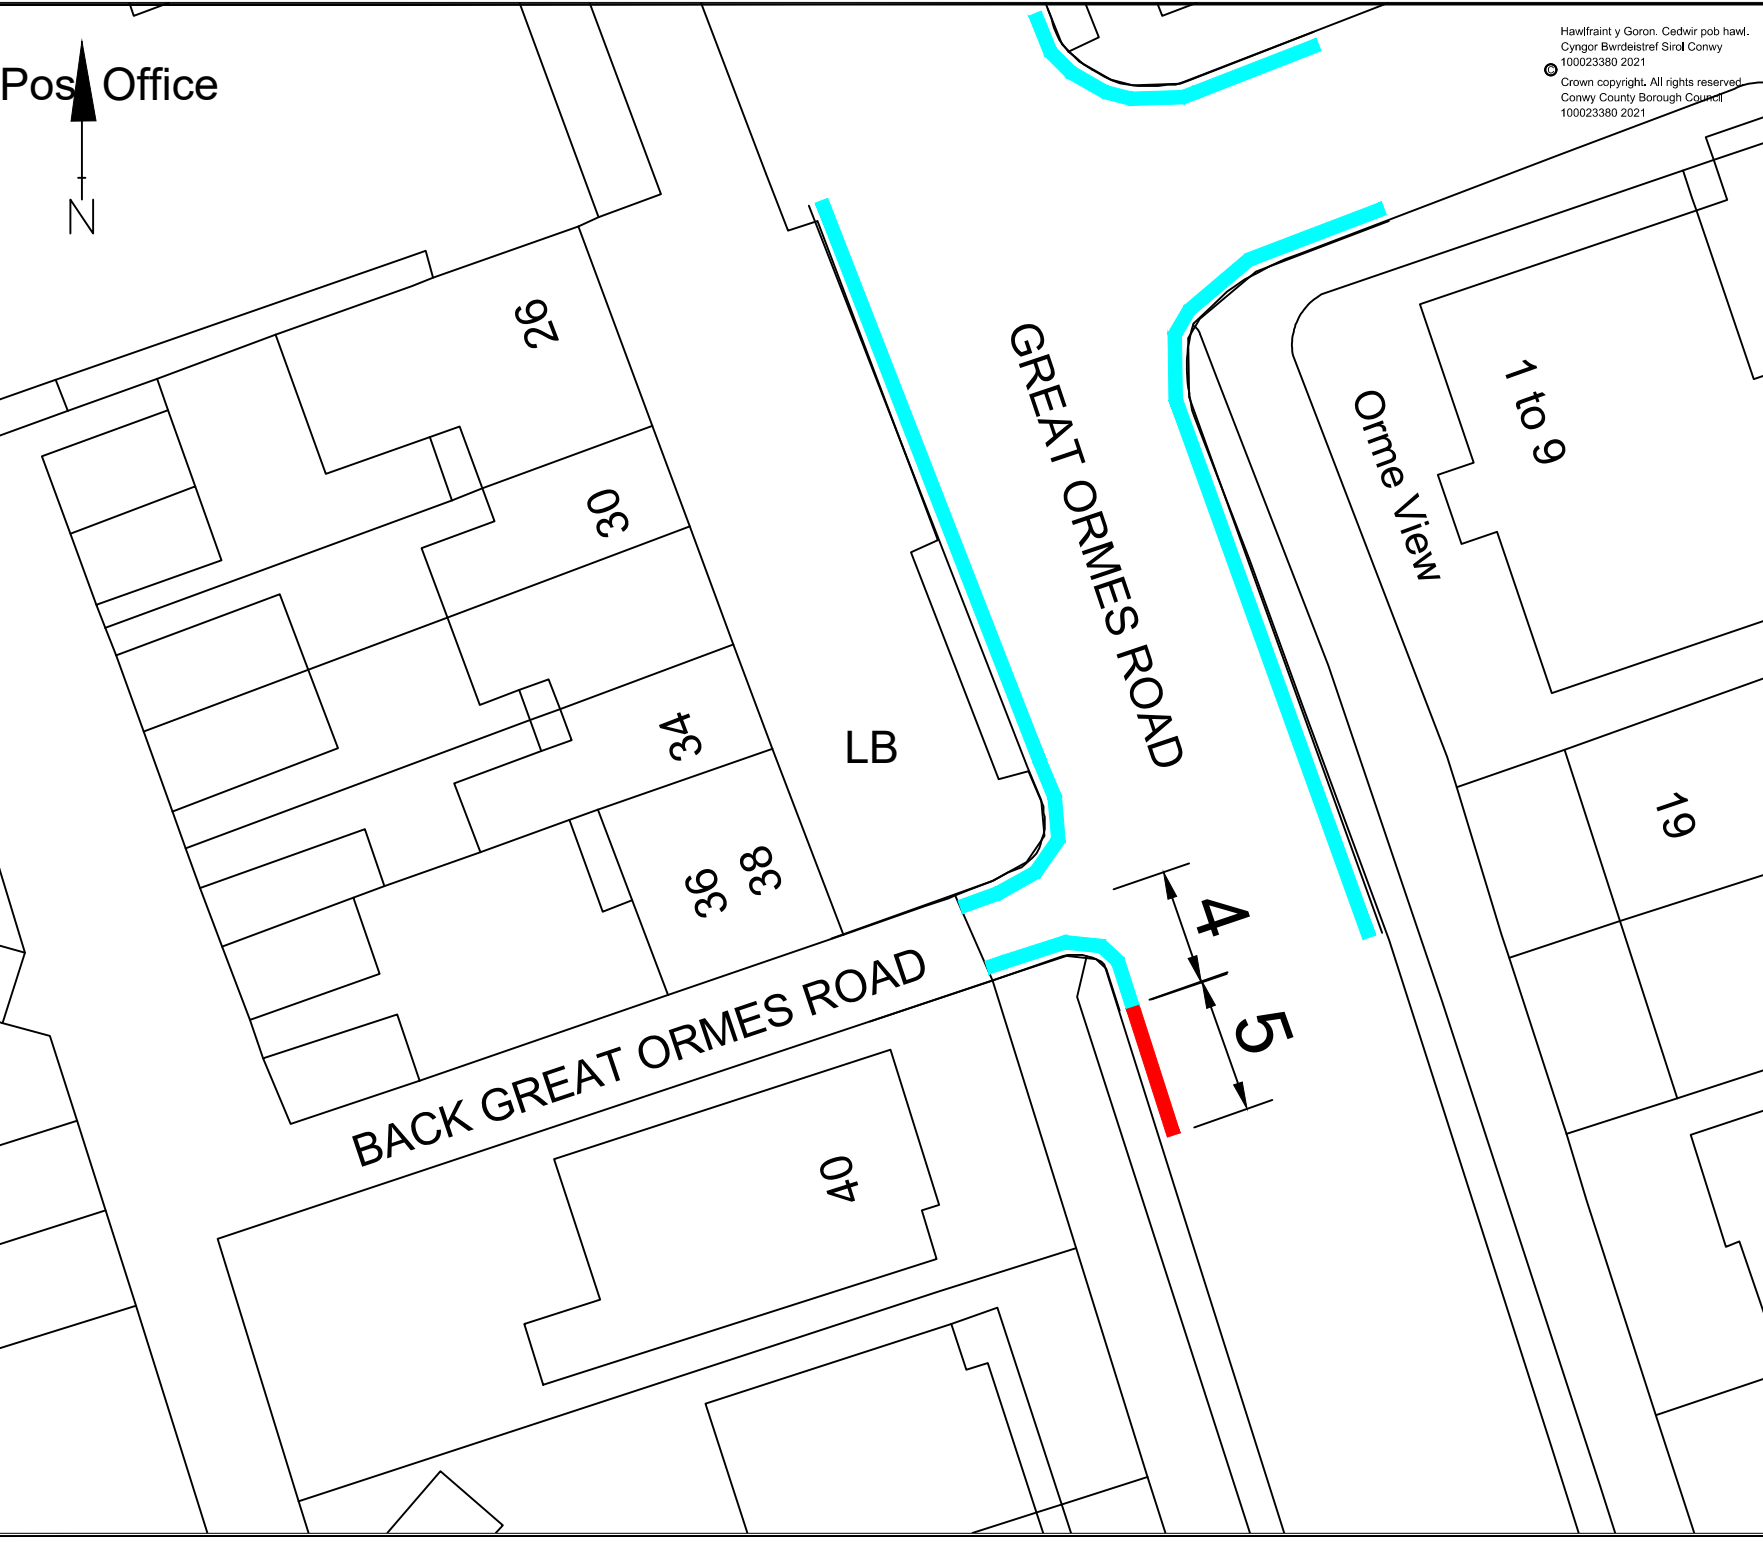 Hawlfraint y Goron. Cedwir pob hawl.
Cyngor Bwrdeistref Sirol Conwy
100023380 2021
© Crown copyright. All rights reserved.
Conwy County Borough Council
100023380 2021
Post Office
N
26
30
34
36
38
40
LB
GREAT ORMES ROAD
Orme View
1 to 9
19
4
5
BACK GREAT ORMES ROAD